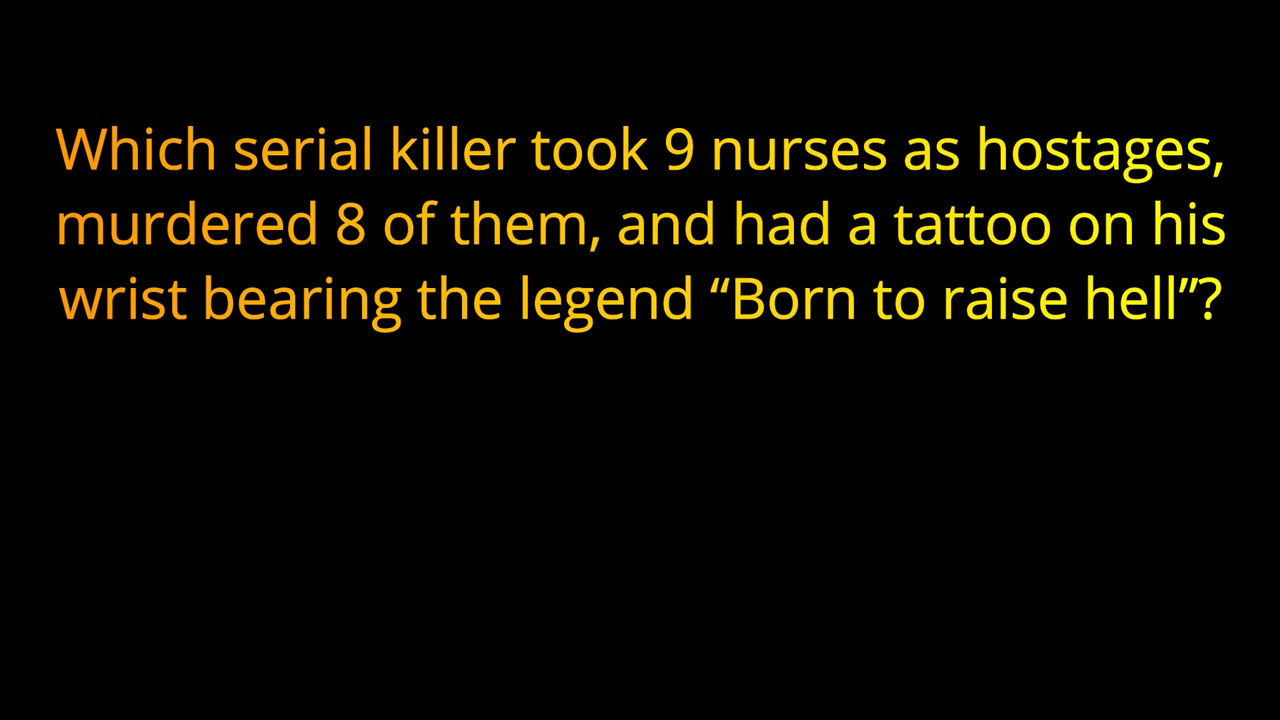 Which serial killer took 9 nurses as hostages,
murdered 8 of them, and had a tattoo on his
wrist bearing the legend “Born to raise hell”?